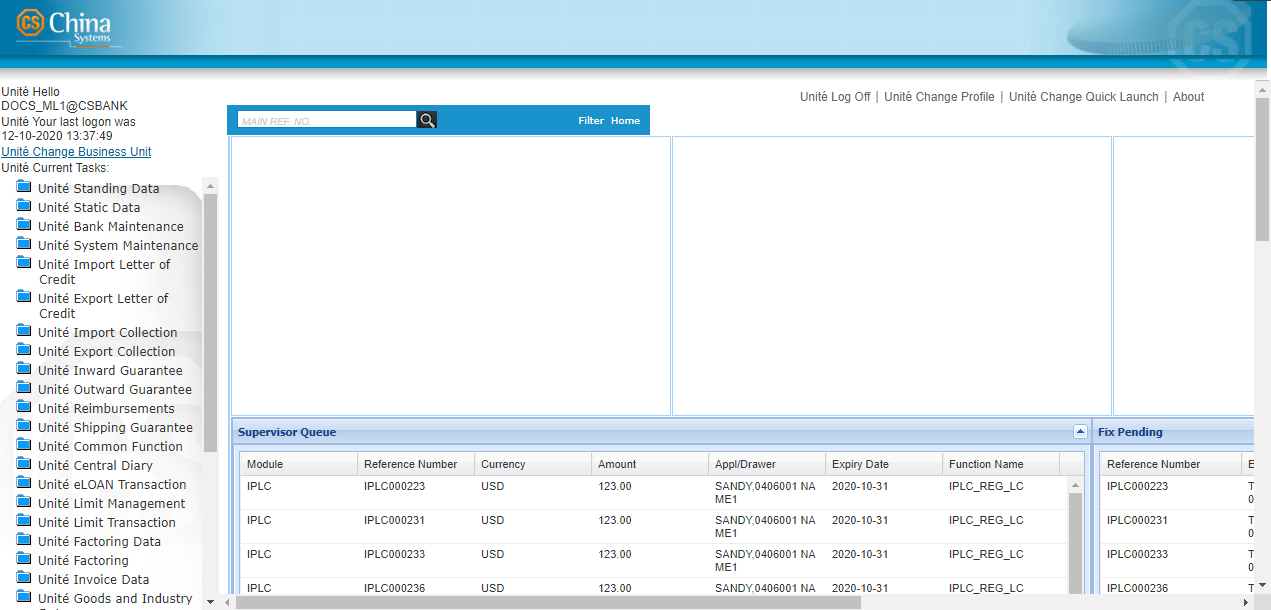 CS China
Systems
CS
Unité Hello
DOCS_ML1@CSBANK
Unité Your last logon was
12-10-2020 13:37:49
Unité Change Business Unit
Unité Current Tasks:
Unité Standing Data
Unité Static Data
Unité Bank Maintenance
Unité System Maintenance
Unité Import Letter of
Credit
Unité Export Letter of
Credit
Unité Import Collection
Unité Export Collection
Unité Inward Guarantee
Unité Outward Guarantee
Unité Reimbursements
Unité Shipping Guarantee
Unité Common Function
Unité Central Diary
Unité eLOAN Transaction
Unité Limit Management
Unité Limit Transaction
Unité Factoring Data
Unité Factoring
Unité Invoice Data
Unité Goods and Industry
Unité Log Off | Unité Change Profile | Unité Change Quick Launch | About
MAIN REF. NO. Filter Home
Supervisor Queue
Module Reference Number Currency Amount Appl/Drawer Expiry Date Function Name
IPLC IPLC000223 USD 123.00 SANDY,0406001 NA 2020-10-31 IPLC_REG_LC
ME1
IPLC IPLC000231 USD 123.00 SANDY,0406001 NA 2020-10-31 IPLC_REG_LC
ME1
IPLC IPLC000233 USD 123.00 SANDY,0406001 NA 2020-10-31 IPLC_REG_LC
ME1
IPLC IPLC000236 USD 123.00 SANDY,0406001 NA 2020-10-31 IPLC_REG_LC
Fix Pending
Reference Number E
IPLC000223 T
0
IPLC000231 T
0
IPLC000233 T
0
IPLC000236 T